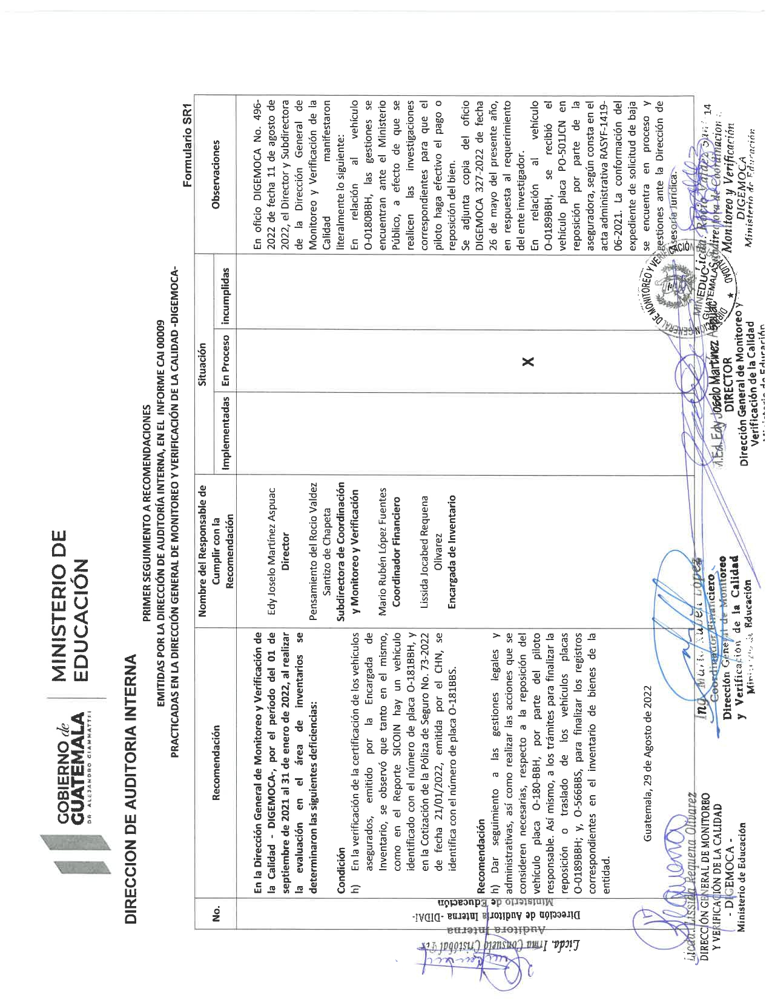 GOBIERNO de
GUATEMALA
DR. ALEJANDRO GIAMMATTEI
MINISTERIO DE
EDUCACIÓN
DIRECCION DE AUDITORIA INTERNA
PRIMER SEGUIMIENTO A RECOMENDACIONES
EMITIDAS POR LA DIRECCIÓN DE AUDITORÍA INTERNA, EN EL INFORME CAI 00009
PRACTICADAS EN LA DIRECCIÓN GENERAL DE MONITOREO Y VERIFICACIÓN DE LA CALIDAD -DIGEMOCA-
Formulario SR1
No.
Recomendación
Nombre del Responsable de
Cumplir con la
Recomendación
Situación
Implementadas
En Proceso
incumplidas
Observaciones
En la Dirección General de Monitoreo y Verificación de
la Calidad - DIGEMOCA-, por el período del 01 de
septiembre de 2021 al 31 de enero de 2022, al realizar
la evaluación en el área de inventarios se
determinaron las siguientes deficiencias:
Condición
h) En la verificación de la certificación de los vehículos
asegurados, emitido por la Encargada de
Inventario, se observó que tanto en el mismo,
como en el Reporte SICOIN hay un vehículo
identificado con el número de placa O-181BBH, y
en la Cotización de la Póliza de Seguro No. 73-2022
de fecha 21/01/2022, emitida por el CHN, se
identifica con el número de placa O-181BBS.
Recomendación
h) Dar seguimiento a las gestiones legales y
administrativas, así como realizar las acciones que se
consideren necesarias, respecto a la reposición del
vehículo placa O-180-BBH, por parte del piloto
responsable. Así mismo, a los trámites para finalizar la
reposición o traslado de los vehículos placas
O-0189BBH; y, O-566BBS, para finalizar los registros
correspondientes en el inventario de bienes de la
entidad.
Edy Joselo Martínez Aspuac
Director
Pensamiento del Rocio Valdez
Santizo de Chapeta
Subdirectora de Coordinación
y Monitoreo y Verificación
Mario Rubén López Fuentes
Coordinador Financiero
Lissida Jocabed Requena
Olivarez
Encargada de Inventario
X
En oficio DIGEMOCA No. 496-
2022 de fecha 11 de agosto de
2022, el Director y Subdirectora
de la Dirección General de
Monitoreo y Verificación de la
Calidad manifestaron
literalmente lo siguiente:
En relación al vehículo
O-0180BBH, las gestiones se
encuentran ante el Ministerio
Público, a efecto de que se
realicen las investigaciones
correspondientes para que el
piloto haga efectivo el pago o
reposición del bien.
Se adjunta copia del oficio
DIGEMOCA 327-2022 de fecha
26 de mayo del presente año,
en respuesta al requerimiento
del ente investigador.
En relación al vehículo
O-0189BBH, se recibió el
vehículo placa PO-501JCN en
reposición por parte de la
aseguradora, según consta en el
acta administrativa RASYF-1419-
06-2021. La conformación del
expediente de solicitud de baja
se encuentra en proceso y
gestiones ante la Dirección de
Asesoría Jurídica.
Guatemala, 29 de Agosto de 2022
14
Licda. Irma Consuelo Cristóbal
Auditora Interna
Dirección de Auditoría Interna -DIDAI-
Ministerio de Educación
Licda. Lissida Requena Olivarez
DIRECCIÓN GENERAL DE MONITOREO
Y VERIFICACIÓN DE LA CALIDAD
- DIGEMOCA -
Ministerio de Educación
Ing. Mario Rubén López
Coordinador Financiero
Dirección General de Monitoreo
y Verificación de la Calidad
Ministerio de Educación
M.Ed. Edy Joselo Martínez Aspuac
DIRECTOR
Dirección General de Monitoreo y
Verificación de la Calidad
Ministerio de Educación
DIRECCIÓN GENERAL DE MONITOREO Y VERIFICACIÓN DE LA CALIDAD
MINEDUC
GUATEMALA
Licda. Rocío Valdez
Subdirectora de Coordinación
Monitoreo y Verificación
DIGEMOCA
Ministerio de Educación